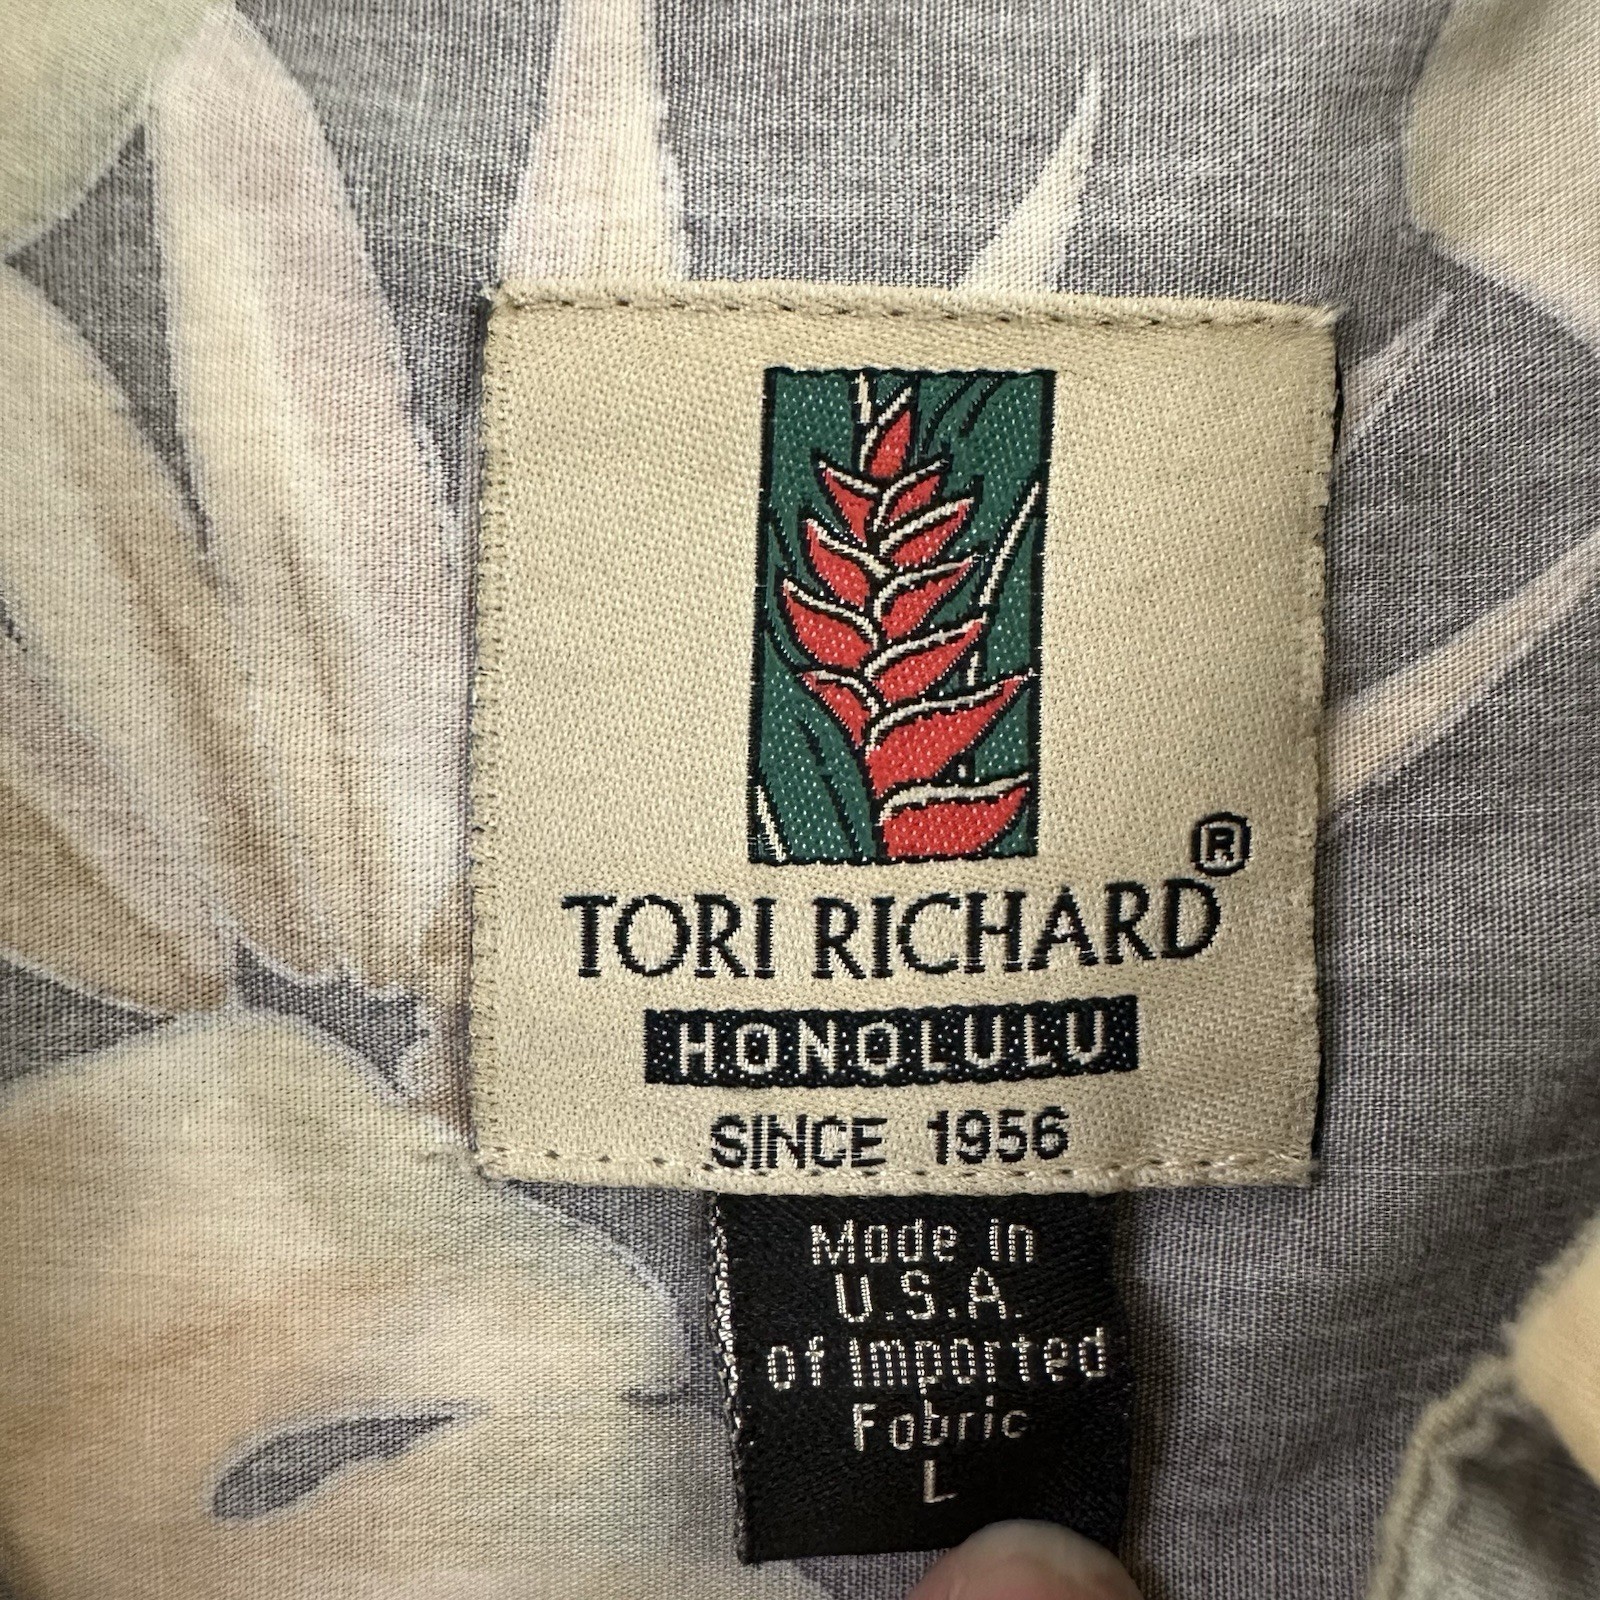 TORI RICHARD®
HONOLULU
SINCE 1956
Made in
U.S.A.
of Imported
Fabric
L